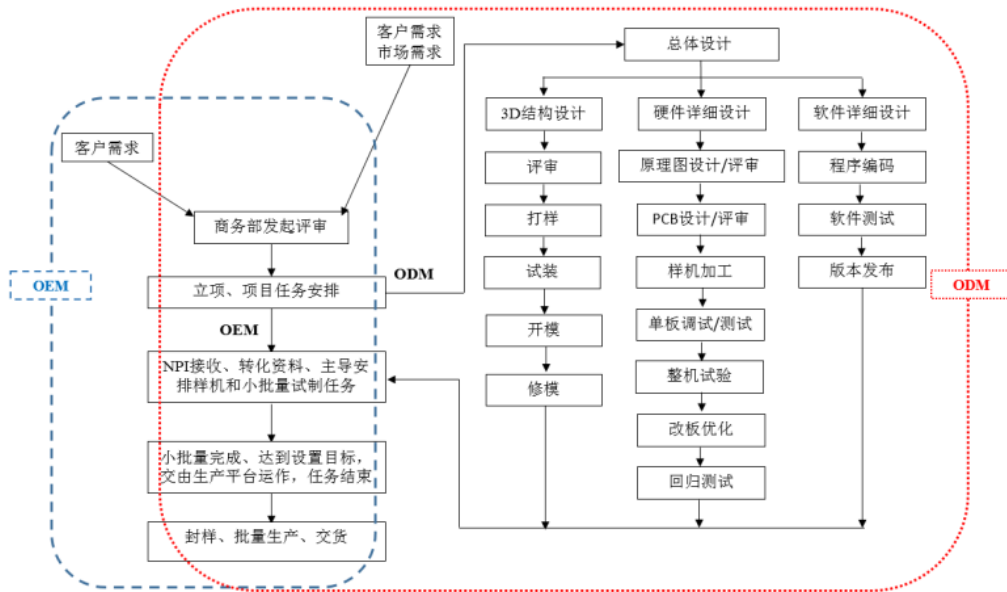 客户需求
市场需求
总体设计
3D结构设计
硬件详细设计
软件详细设计
客户需求
评审
原理图设计/评审
程序编码
商务部发起评审
打样
PCB设计/评审
软件测试
OEM
立项、项目任务安排
ODM
试装
样机加工
版本发布
ODM
OEM
开模
单板调试/测试
NPI接收、转化资料、主导安
排样机和小批量试制任务
修模
整机试验
改板优化
小批量完成、达到设置目标，
交由生产平台运作，任务结束
回归测试
封样、批量生产、交货